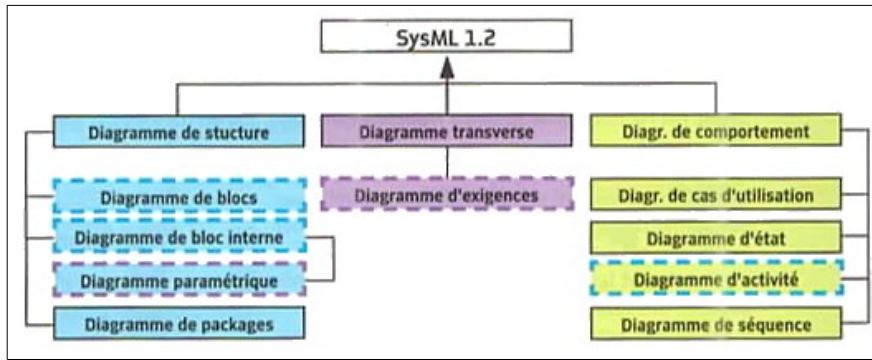 SysML 1.2
Diagramme de stucture
Diagramme transverse
Diagr. de comportement
Diagramme de blocs
Diagramme d'exigences
Diagr. de cas d'utilisation
Diagramme de bloc interne
Diagramme d'état
Diagramme paramétrique
Diagramme d'activité
Diagramme de packages
Diagramme de séquence